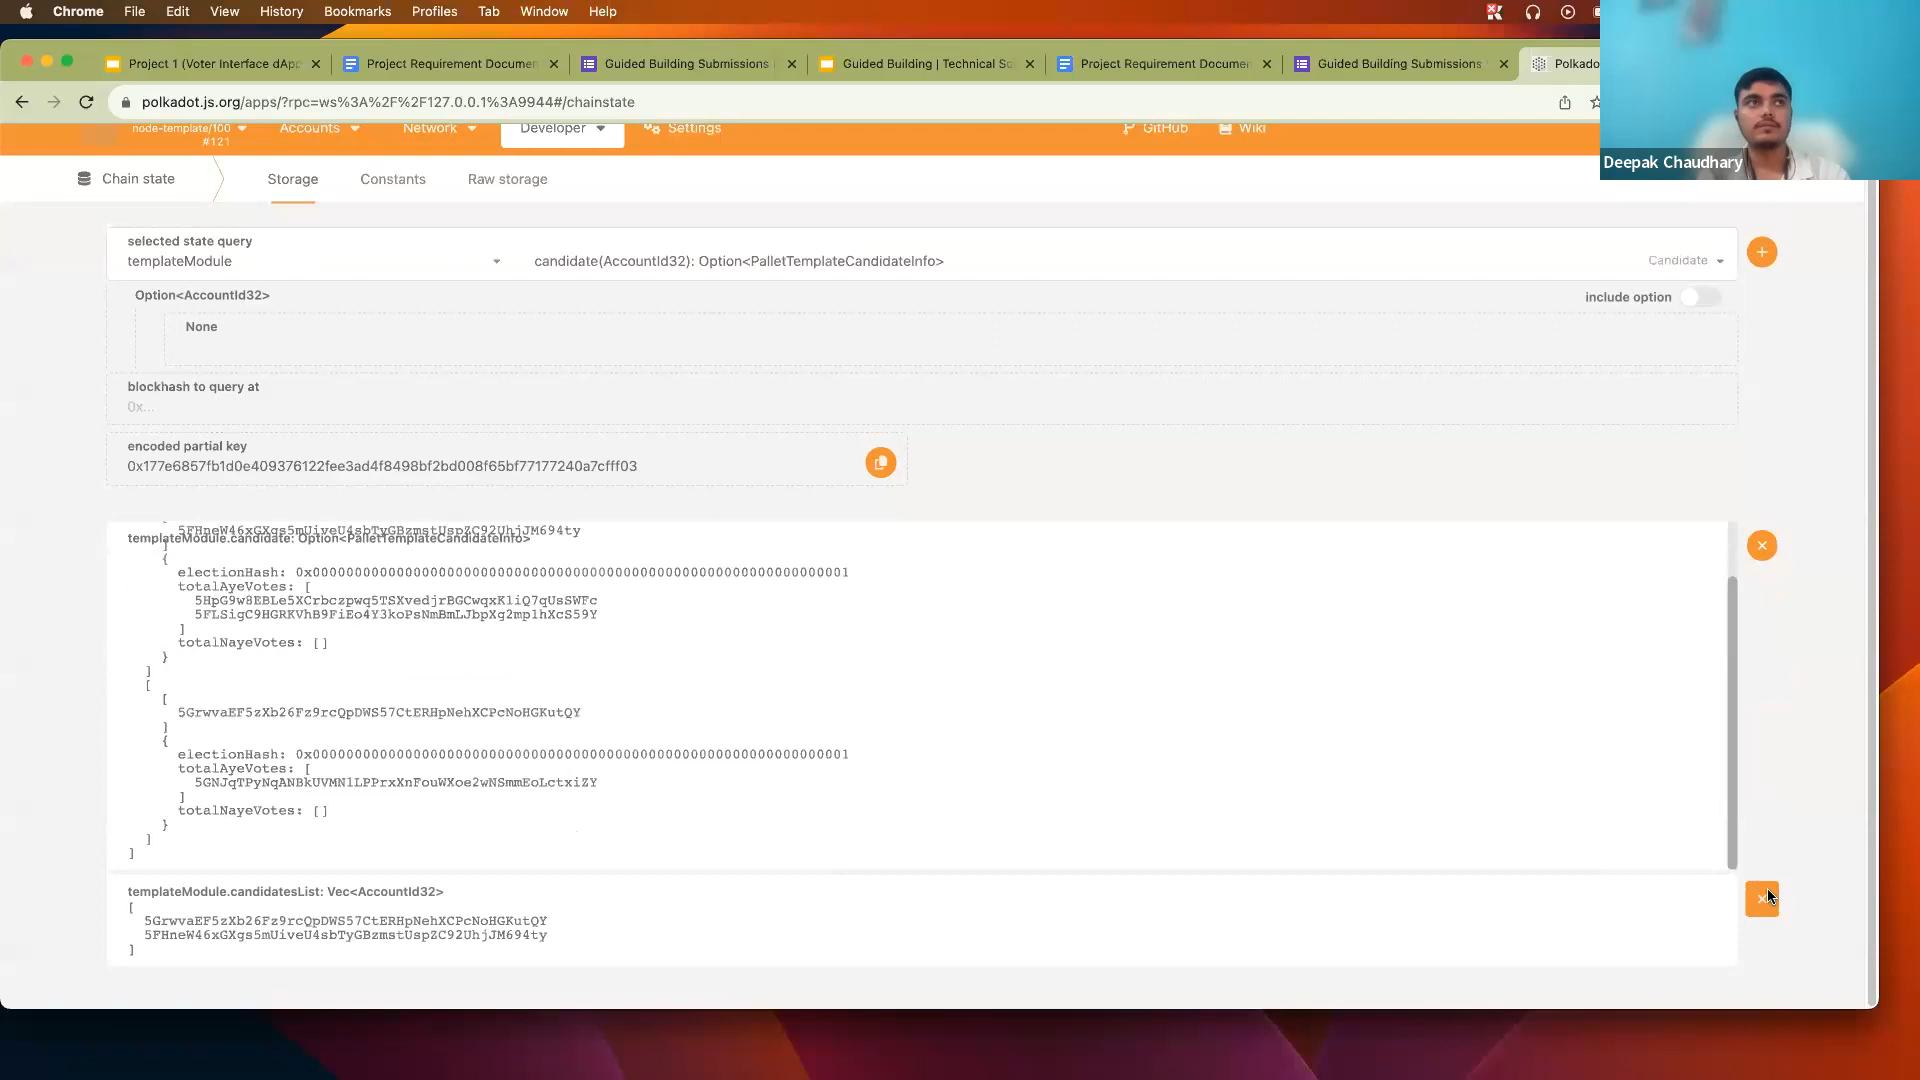 Chrome File Edit View History Bookmarks Profiles Tab Window Help
Project 1 (Voter Interface dApp Project Requirement Documen Guided Building Submissions Guided Building | Technical So Project Requirement Documen Guided Building Submissions Polkado
polkadot.js.org/apps/?rpc=ws%3A%2F%2F127.0.0.1%3A9944#/chainstate
node-template/100 Accounts Network Developer Settings GitHub Wiki
#121
Deepak Chaudhary
Chain state Storage Constants Raw storage
selected state query
templateModule candidate(AccountId32): Option<PalletTemplateCandidateInfo> Candidate
Option<AccountId32> include option
None
blockhash to query at
0x...
encoded partial key
0x177e6857fb1d0e409376122fee3ad4f8498bf2bd008f65bf77177240a7cfff03
5FHneW46xGXgs5mUiveU4sbTyGBzmstUspZC92UhjJM694ty
templateModule.candidate: Option<PalletTemplateCandidateInfo>
]
{
electionHash: 0x0000000000000000000000000000000000000000000000000000000000000001
totalAyeVotes: [
5HpG9w8EBLe5XCrbczpwq5TSXvedjrBGCwqxK1iQ7qUsSWFc
5FLSigC9HGRKVhB9FiEo4Y3koPsNmBmLJbpXg2mp1hXcS59Y
]
totalNayeVotes: []
}
]
[
[
5GrwvaEF5zXb26Fz9rcQpDWS57CtERHpNehXCPcNoHGKutQY
]
{
electionHash: 0x0000000000000000000000000000000000000000000000000000000000000001
totalAyeVotes: [
5GNJqTPyNqANBkUVMN1LPPrxXnFouWXoe2wNSmmEoLctxiZY
]
totalNayeVotes: []
}
]
]
templateModule.candidatesList: Vec<AccountId32>
[
5GrwvaEF5zXb26Fz9rcQpDWS57CtERHpNehXCPcNoHGKutQY
5FHneW46xGXgs5mUiveU4sbTyGBzmstUspZC92UhjJM694ty
]